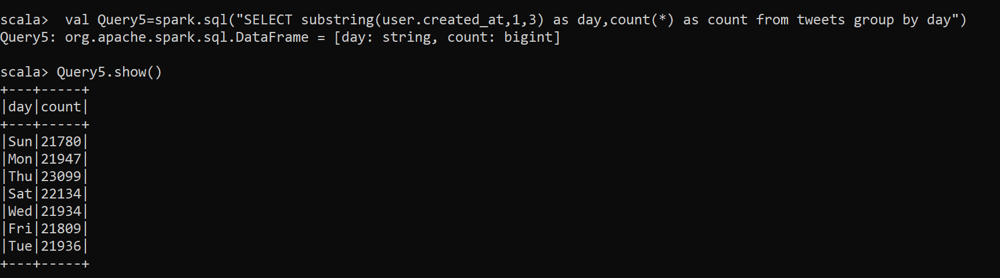 scala>  val Query5=spark.sql("SELECT substring(user.created_at,1,3) as day,count(*) as count from tweets group by day")
Query5: org.apache.spark.sql.DataFrame = [day: string, count: bigint]
scala> Query5.show()
+---+-----+
|day|count|
+---+-----+
|Sun|21780|
|Mon|21947|
|Thu|23099|
|Sat|22134|
|Wed|21934|
|Fri|21809|
|Tue|21936|
+---+-----+